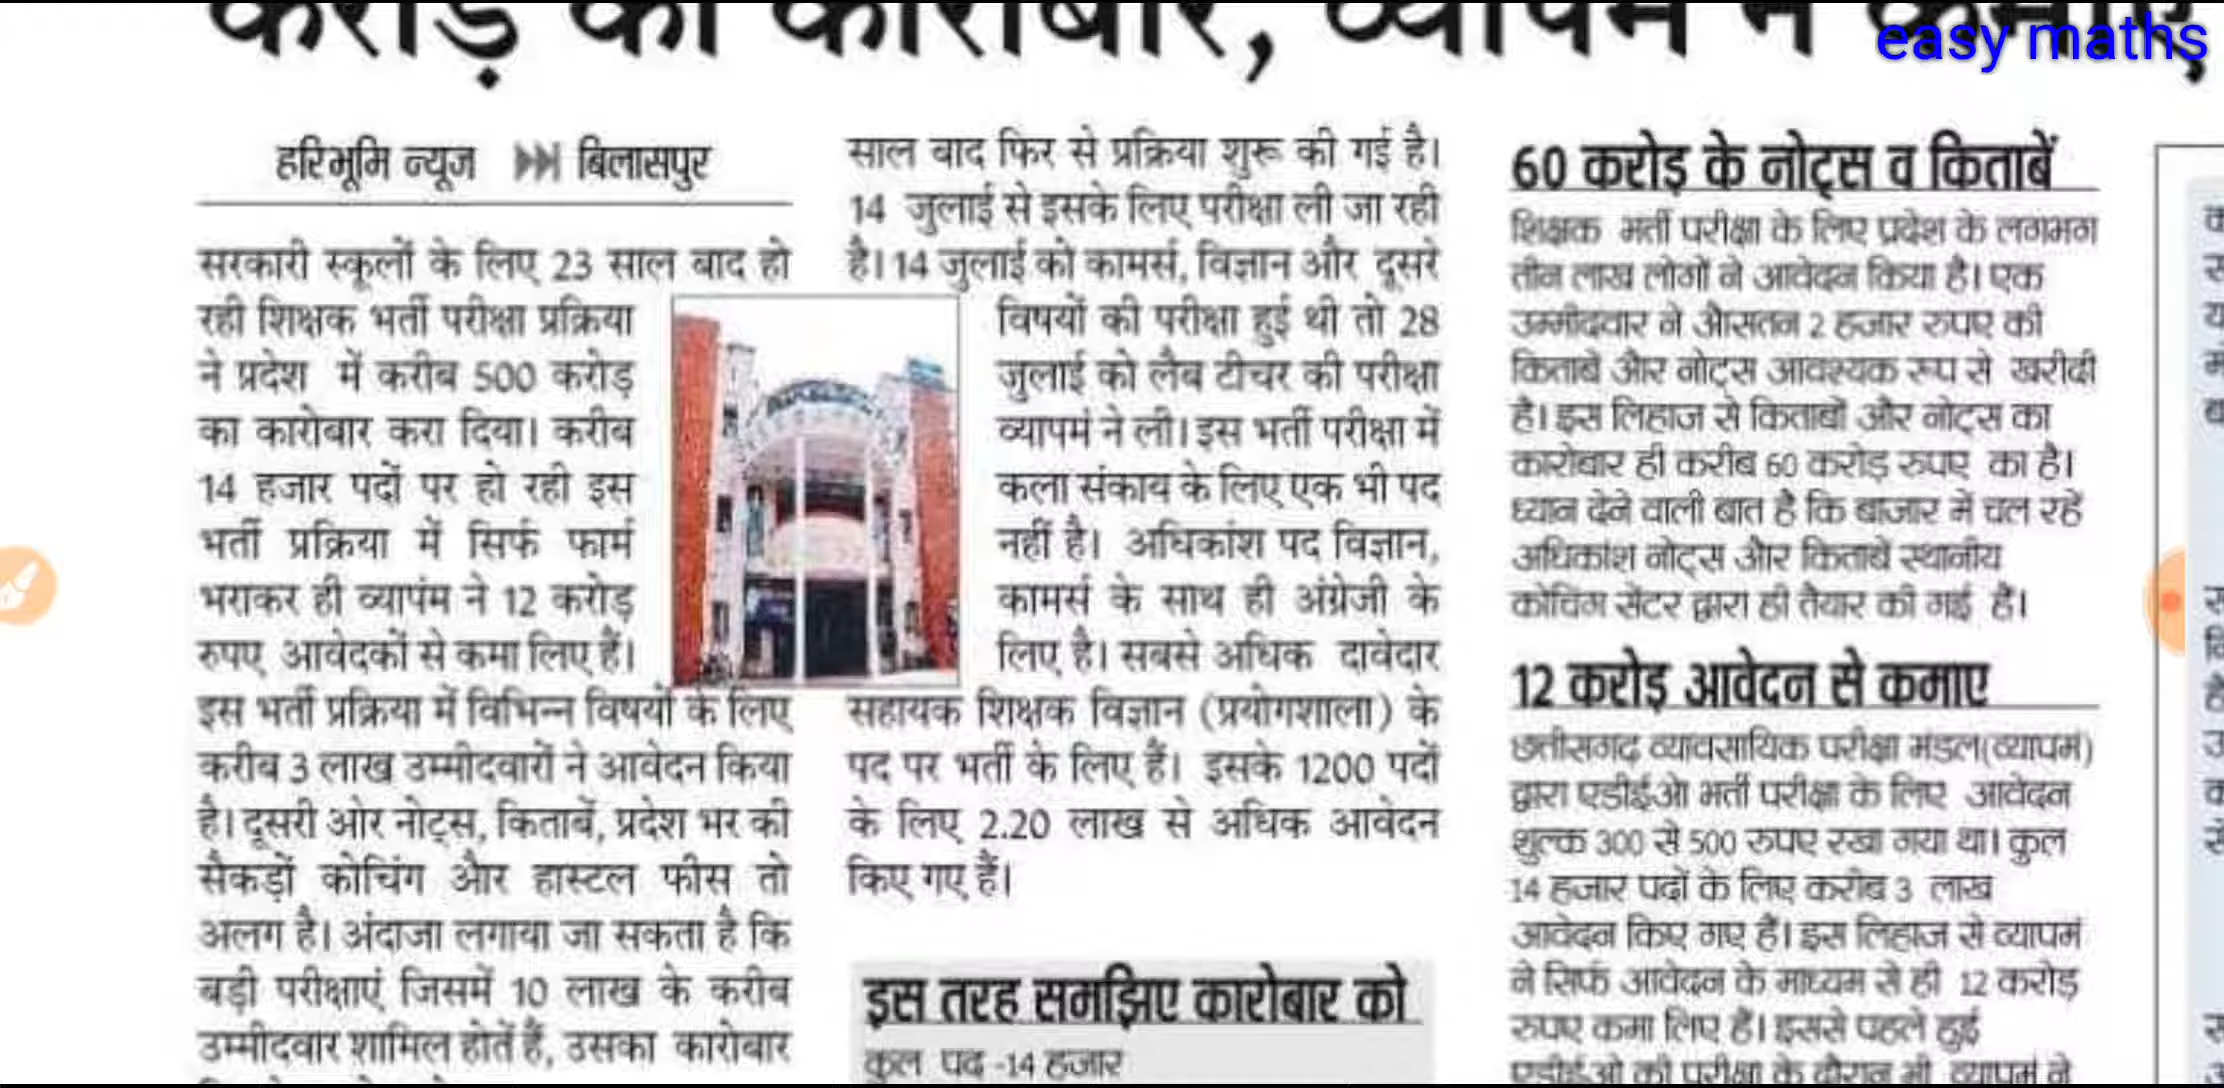 करोड़ का कारोबार, व्यापमं ने कमाए
easy maths
हरिभूमि न्यूज ▶▶| बिलासपुर
सरकारी स्कूलों के लिए 23 साल बाद हो
रही शिक्षक भर्ती परीक्षा प्रक्रिया
ने प्रदेश में करीब 500 करोड़
का कारोबार करा दिया। करीब
14 हजार पदों पर हो रही इस
भर्ती प्रक्रिया में सिर्फ फार्म
भराकर ही व्यापंम ने 12 करोड़
रुपए आवेदकों से कमा लिए हैं।
इस भर्ती प्रक्रिया में विभिन्न विषयों के लिए
करीब 3 लाख उम्मीदवारों ने आवेदन किया
है। दूसरी ओर नोट्स, किताबें, प्रदेश भर की
सैकड़ों कोचिंग और हास्टल फीस तो
अलग है। अंदाजा लगाया जा सकता है कि
बड़ी परीक्षाएं जिसमें 10 लाख के करीब
उम्मीदवार शामिल होतें हैं, उसका कारोबार
साल बाद फिर से प्रक्रिया शुरू की गई है।
14 जुलाई से इसके लिए परीक्षा ली जा रही
है। 14 जुलाई को कामर्स, विज्ञान और दूसरे
विषयों की परीक्षा हुई थी तो 28
जुलाई को लैब टीचर की परीक्षा
व्यापमं ने ली। इस भर्ती परीक्षा में
कला संकाय के लिए एक भी पद
नहीं है। अधिकांश पद विज्ञान,
कामर्स के साथ ही अंग्रेजी के
लिए है। सबसे अधिक दावेदार
सहायक शिक्षक विज्ञान (प्रयोगशाला) के
पद पर भर्ती के लिए हैं। इसके 1200 पदों
के लिए 2.20 लाख से अधिक आवेदन
किए गए हैं।
इस तरह समझिए कारोबार को
कुल पद -14 हजार
60 करोड़ के नोट्स व किताबें
शिक्षक भर्ती परीक्षा के लिए प्रदेश के लगभग
तीन लाख लोगों ने आवेदन किया है। एक
उम्मीदवार ने औसतन 2 हजार रुपए की
किताबें और नोट्स आवश्यक रूप से खरीदी
है। इस लिहाज से किताबों और नोट्स का
कारोबार ही करीब 60 करोड़ रुपए का है।
ध्यान देने वाली बात है कि बाजार में चल रहें
अधिकांश नोट्स और किताबें स्थानीय
कोचिंग सेंटर द्वारा ही तैयार की गई हैं।
12 करोड़ आवेदन से कमाए
छत्तीसगढ़ व्यावसायिक परीक्षा मंडल(व्यापमं)
द्वारा एडीईओ भर्ती परीक्षा के लिए आवेदन
शुल्क 300 से 500 रुपए रखा गया था। कुल
14 हजार पदों के लिए करीब 3 लाख
आवेदन किए गए हैं। इस लिहाज से व्यापमं
ने सिर्फ आवेदन के माध्यम से ही 12 करोड़
रुपए कमा लिए हैं। इससे पहले हुई
एडीईओ की परीक्षा के दौरान भी व्यापमं ने